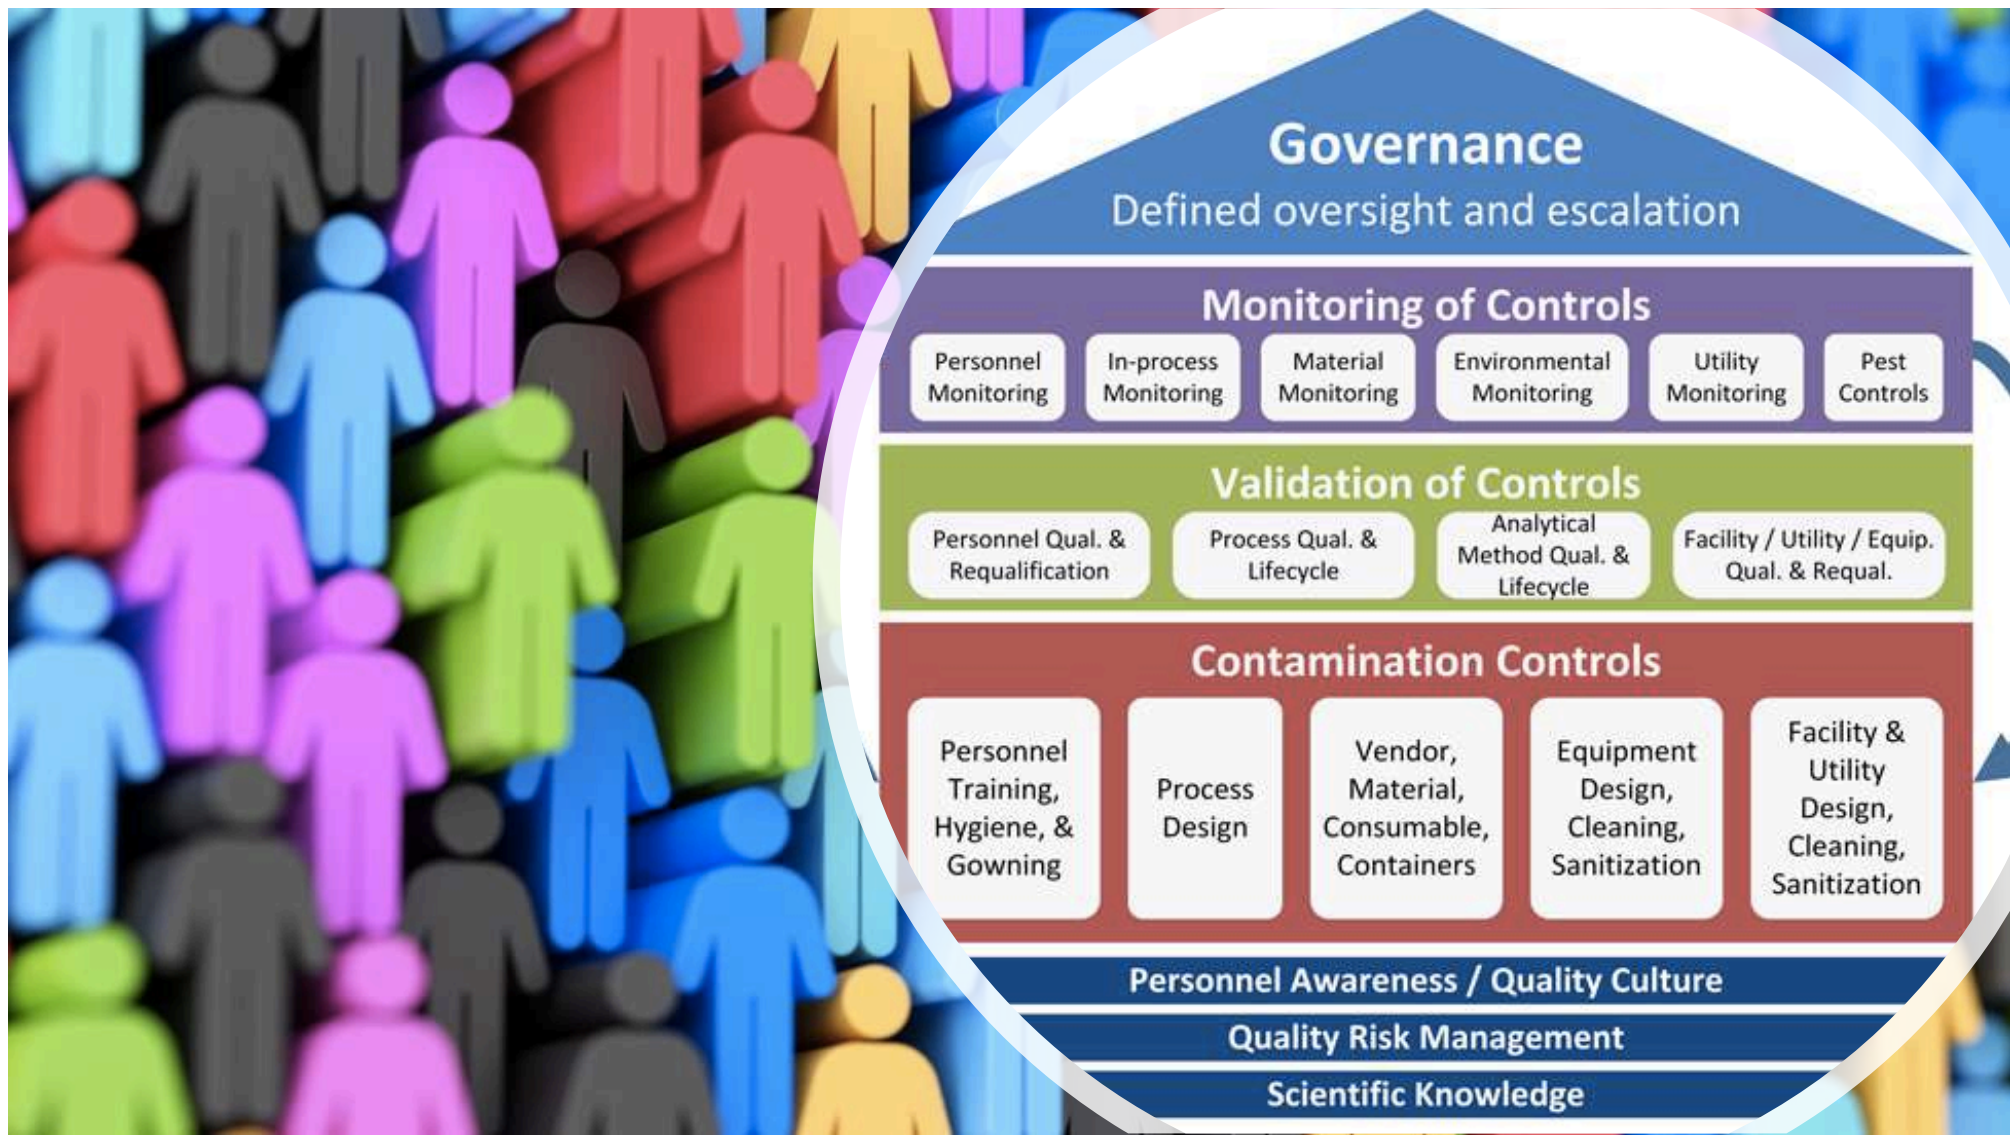 Governance
Defined oversight and escalation
Monitoring of Controls
Personnel
Monitoring
In-process
Monitoring
Material
Monitoring
Environmental
Monitoring
Utility
Monitoring
Pest
Controls
Validation of Controls
Personnel Qual. &
Requalification
Process Qual. &
Lifecycle
Analytical
Method Qual. &
Lifecycle
Facility / Utility / Equip.
Qual. & Requal.
Contamination Controls
Personnel
Training,
Hygiene, &
Gowning
Process
Design
Vendor,
Material,
Consumable,
Containers
Equipment
Design,
Cleaning,
Sanitization
Facility &
Utility
Design,
Cleaning,
Sanitization
Personnel Awareness / Quality Culture
Quality Risk Management
Scientific Knowledge